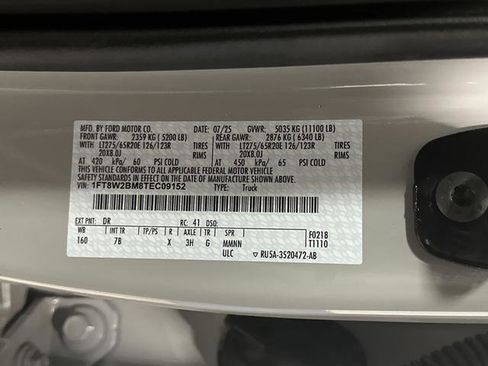 MFD. BY FORD MOTOR CO. DATE: 07/25 GVWR: 5035 KG (11100 LB)
FRONT GAWR: 2359 KG (5200 LB) REAR GAWR: 2876 KG (6340 LB)
WITH LT275/65R20E 126/123R TIRES WITH LT275/65R20E 126/123R TIRES
20X8.0J RIMS 20X8.0J RIMS
AT 420 kPa/ 60 PSI COLD AT 450 kPa/ 65 PSI COLD
THIS VEHICLE CONFORMS TO ALL APPLICABLE FEDERAL MOTOR VEHICLE
SAFETY STANDARDS IN EFFECT ON THE DATE OF MANUFACTURE SHOWN ABOVE.
VIN: 1FT8W2BM8TEC09152 TYPE: Truck
EXT PNT: DR RC: 41 DSO:
WB INT TR TP/PS R AXLE TR SPR F0218
160 7B X 3H G MMNN T1110
ULC ▽ RU5A-3520472-AB